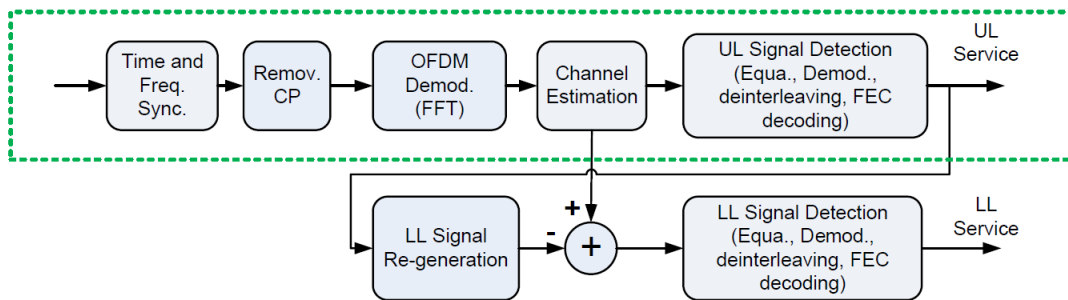 Time and
Freq.
Sync.
Remov.
CP
OFDM
Demod.
(FFT)
Channel
Estimation
UL Signal Detection
(Equa., Demod.,
deinterleaving, FEC
decoding)
UL
Service
LL Signal
Re-generation
+
-
+
LL Signal Detection
(Equa., Demod.,
deinterleaving, FEC
decoding)
LL
Service